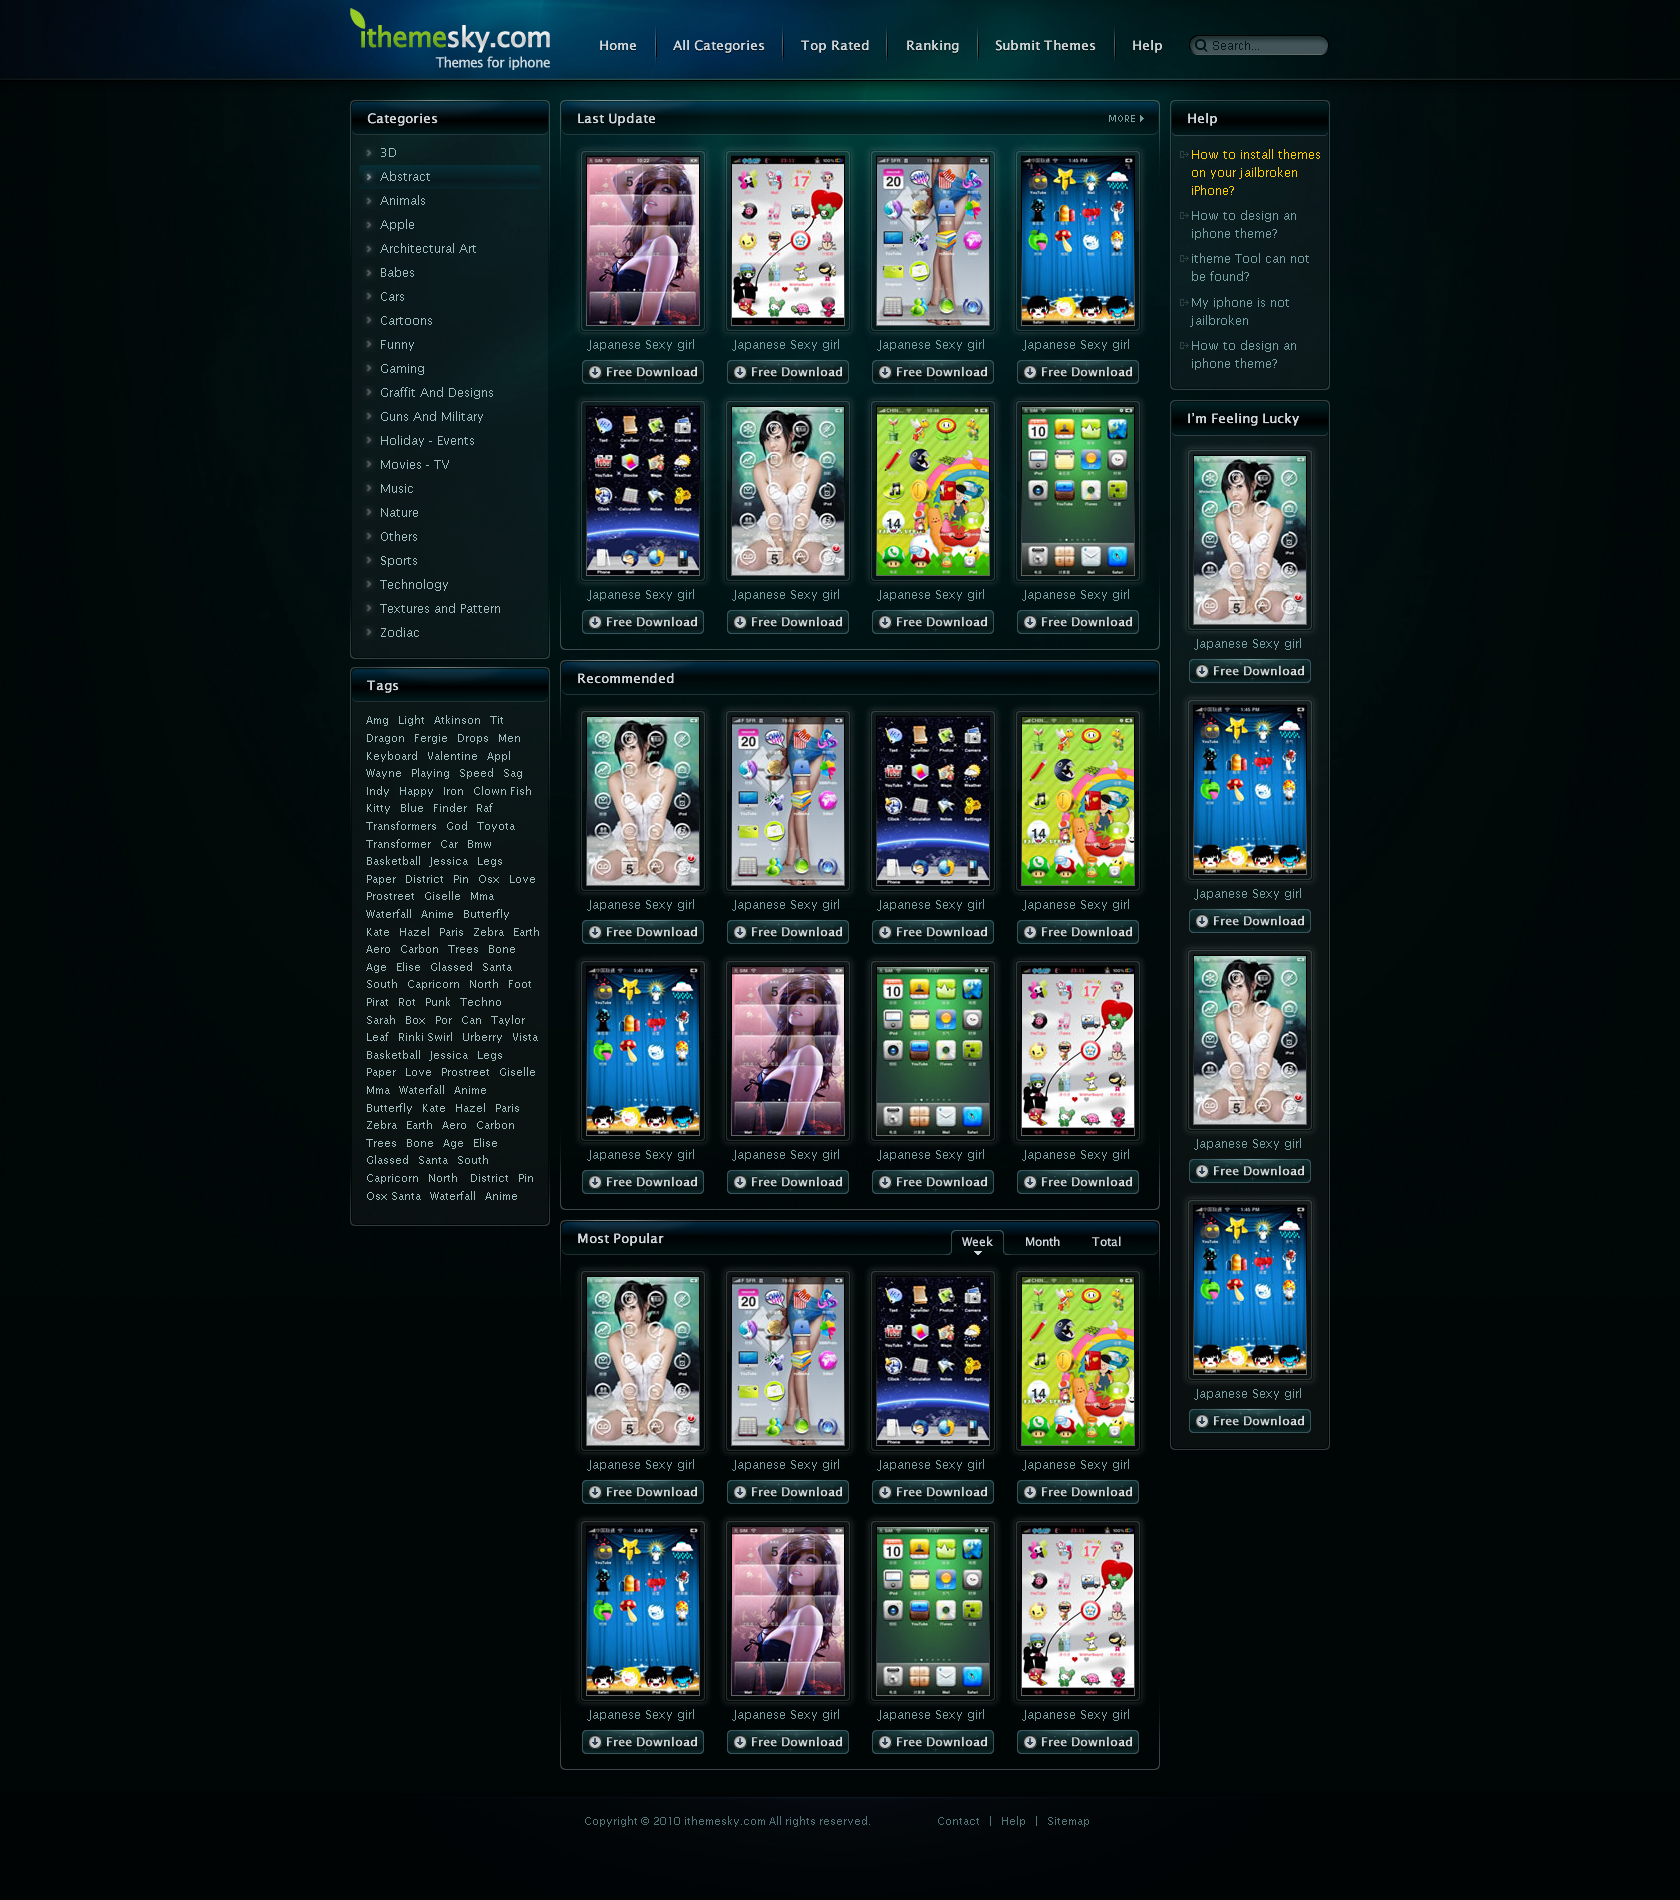 ithemesky.com
Themes for iphone
Home
All Categories
Top Rated
Ranking
Submit Themes
Help
Search...
Categories
3D
Abstract
Animals
Apple
Architectural Art
Babes
Cars
Cartoons
Funny
Gaming
Graffit And Designs
Guns And Military
Holiday - Events
Movies - TV
Music
Nature
Others
Sports
Technology
Textures and Pattern
Zodiac
Tags
Amg Light Atkinson Tit
Dragon Fergie Drops Men
Keyboard Valentine Appl
Wayne Playing Speed Sag
Indy Happy Iron Clown Fish
Kitty Blue Finder Raf
Transformers God Toyota
Transformer Car Bmw
Basketball Jessica Legs
Paper District Pin Osx Love
Prostreet Giselle Mma
Waterfall Anime Butterfly
Kate Hazel Paris Zebra Earth
Aero Carbon Trees Bone
Age Elise Glassed Santa
South Capricorn North Foot
Pirat Rot Punk Techno
Sarah Box Por Can Taylor
Leaf Rinki Swirl Urberry Vista
Basketball Jessica Legs
Paper Love Prostreet Giselle
Mma Waterfall Anime
Butterfly Kate Hazel Paris
Zebra Earth Aero Carbon
Trees Bone Age Elise
Glassed Santa South
Capricorn North District Pin
Osx Santa Waterfall Anime
Last Update
MORE
Japanese Sexy girl
Japanese Sexy girl
Japanese Sexy girl
Japanese Sexy girl
Free Download
Free Download
Free Download
Free Download
Japanese Sexy girl
Japanese Sexy girl
Japanese Sexy girl
Japanese Sexy girl
Free Download
Free Download
Free Download
Free Download
Recommended
Japanese Sexy girl
Japanese Sexy girl
Japanese Sexy girl
Japanese Sexy girl
Free Download
Free Download
Free Download
Free Download
Japanese Sexy girl
Japanese Sexy girl
Japanese Sexy girl
Japanese Sexy girl
Free Download
Free Download
Free Download
Free Download
Most Popular
Week
Month
Total
Japanese Sexy girl
Japanese Sexy girl
Japanese Sexy girl
Japanese Sexy girl
Free Download
Free Download
Free Download
Free Download
Japanese Sexy girl
Japanese Sexy girl
Japanese Sexy girl
Japanese Sexy girl
Free Download
Free Download
Free Download
Free Download
Help
How to install themes
on your jailbroken
iPhone?
How to design an
iphone theme?
itheme Tool can not
be found?
My iphone is not
jailbroken
How to design an
iphone theme?
I'm Feeling Lucky
Japanese Sexy girl
Free Download
Japanese Sexy girl
Free Download
Japanese Sexy girl
Free Download
Japanese Sexy girl
Free Download
Copyright © 2010 ithemesky.com All rights reserved.
Contact | Help | Sitemap